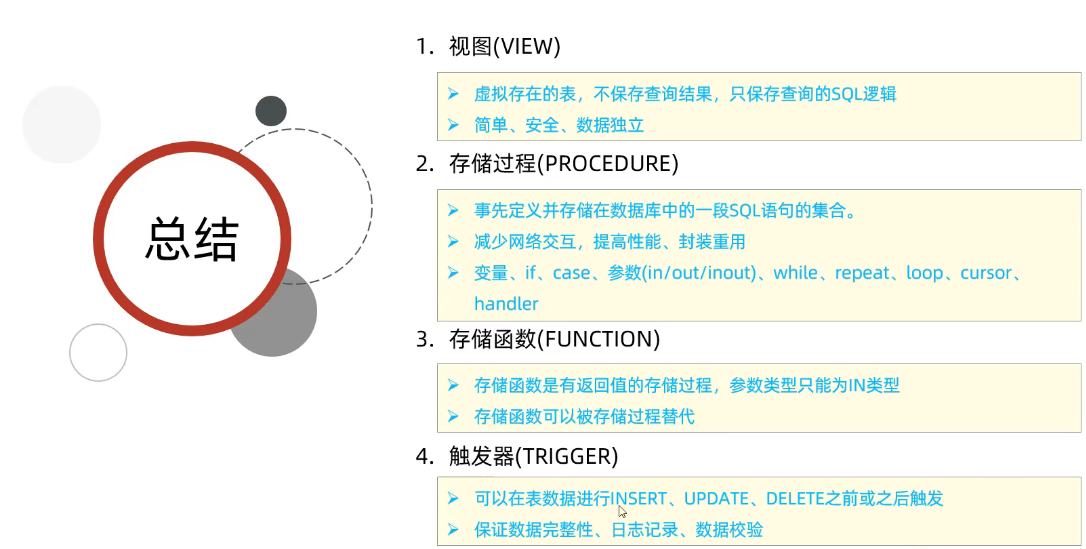 总结
1. 视图(VIEW)
虚拟存在的表，不保存查询结果，只保存查询的SQL逻辑
简单、安全、数据独立
2. 存储过程(PROCEDURE)
事先定义并存储在数据库中的一段SQL语句的集合。
减少网络交互，提高性能、封装重用
变量、if、case、参数(in/out/inout)、while、repeat、loop、cursor、
handler
3. 存储函数(FUNCTION)
存储函数是有返回值的存储过程，参数类型只能为IN类型
存储函数可以被存储过程替代
4. 触发器(TRIGGER)
可以在表数据进行INSERT、UPDATE、DELETE之前或之后触发
保证数据完整性、日志记录、数据校验